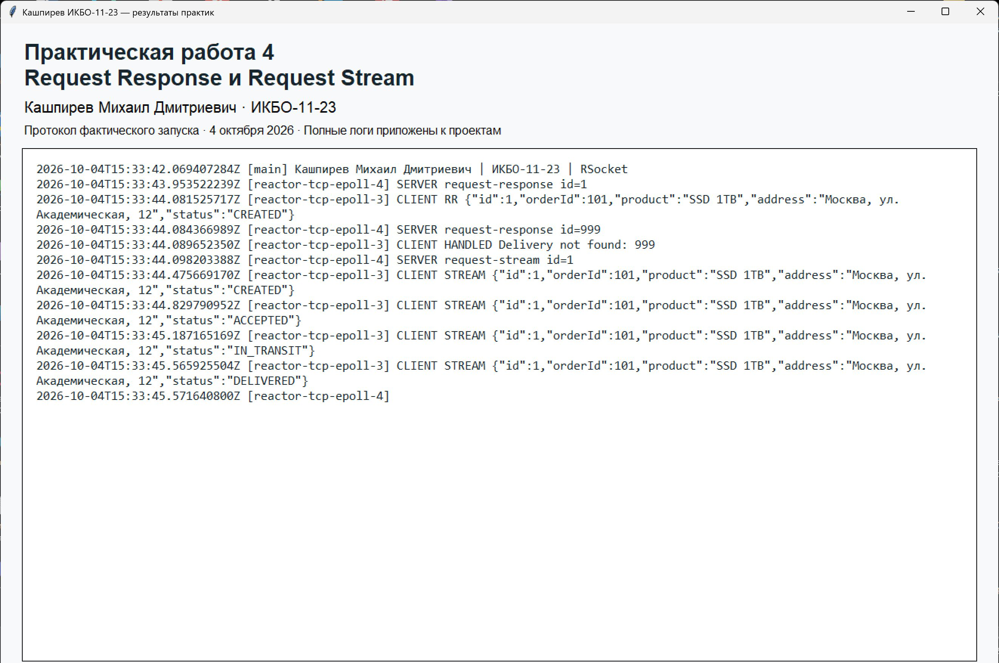 Кашпирев ИКБО-11-23 — результаты практик
Практическая работа 4
Request Response и Request Stream
Кашпирев Михаил Дмитриевич · ИКБО-11-23
Протокол фактического запуска · 4 октября 2026 · Полные логи приложены к проектам
2026-10-04T15:33:42.069407284Z [main] Кашпирев Михаил Дмитриевич | ИКБО-11-23 | RSocket
2026-10-04T15:33:43.953522239Z [reactor-tcp-epoll-4] SERVER request-response id=1
2026-10-04T15:33:44.081525717Z [reactor-tcp-epoll-3] CLIENT RR {"id":1,"orderId":101,"product":"SSD 1TB","address":"Москва, ул.
Академическая, 12","status":"CREATED"}
2026-10-04T15:33:44.084366989Z [reactor-tcp-epoll-4] SERVER request-response id=999
2026-10-04T15:33:44.089652350Z [reactor-tcp-epoll-3] CLIENT HANDLED Delivery not found: 999
2026-10-04T15:33:44.098203388Z [reactor-tcp-epoll-4] SERVER request-stream id=1
2026-10-04T15:33:44.475669170Z [reactor-tcp-epoll-3] CLIENT STREAM {"id":1,"orderId":101,"product":"SSD 1TB","address":"Москва, ул.
Академическая, 12","status":"CREATED"}
2026-10-04T15:33:44.829790952Z [reactor-tcp-epoll-3] CLIENT STREAM {"id":1,"orderId":101,"product":"SSD 1TB","address":"Москва, ул.
Академическая, 12","status":"ACCEPTED"}
2026-10-04T15:33:45.187165169Z [reactor-tcp-epoll-3] CLIENT STREAM {"id":1,"orderId":101,"product":"SSD 1TB","address":"Москва, ул.
Академическая, 12","status":"IN_TRANSIT"}
2026-10-04T15:33:45.565925504Z [reactor-tcp-epoll-3] CLIENT STREAM {"id":1,"orderId":101,"product":"SSD 1TB","address":"Москва, ул.
Академическая, 12","status":"DELIVERED"}
2026-10-04T15:33:45.571640800Z [reactor-tcp-epoll-4]